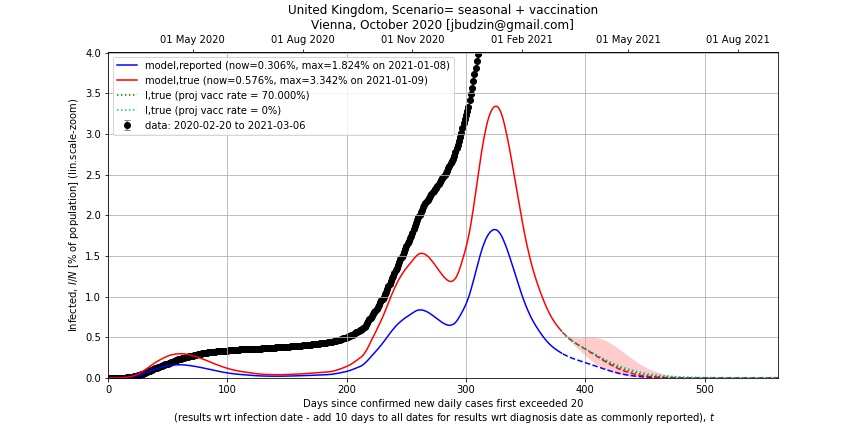 United Kingdom, Scenario= seasonal + vaccination
Vienna, October 2020 [jbudzin@gmail.com]
01 May 2020 01 Aug 2020 01 Nov 2020 01 Feb 2021 01 May 2021 01 Aug 2021
model,reported (now=0.306%, max=1.824% on 2021-01-08)
model,true (now=0.576%, max=3.342% on 2021-01-09)
I,true (proj vacc rate = 70.000%)
I,true (proj vacc rate = 0%)
data: 2020-02-20 to 2021-03-06
Infected, I/N [% of population] (lin.scale-zoom)
4.0
3.5
3.0
2.5
2.0
1.5
1.0
0.5
0.0
0 100 200 300 400 500
Days since confirmed new daily cases first exceeded 20
(results wrt infection date - add 10 days to all dates for results wrt diagnosis date as commonly reported), t